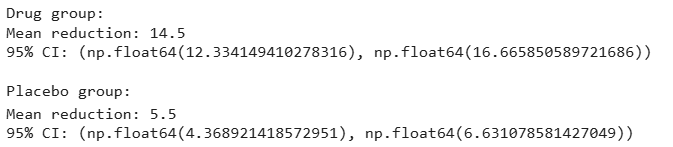 Drug group:
Mean reduction: 14.5
95% CI: (np.float64(12.334149410278316), np.float64(16.665850589721686))
Placebo group:
Mean reduction: 5.5
95% CI: (np.float64(4.368921418572951), np.float64(6.631078581427049))